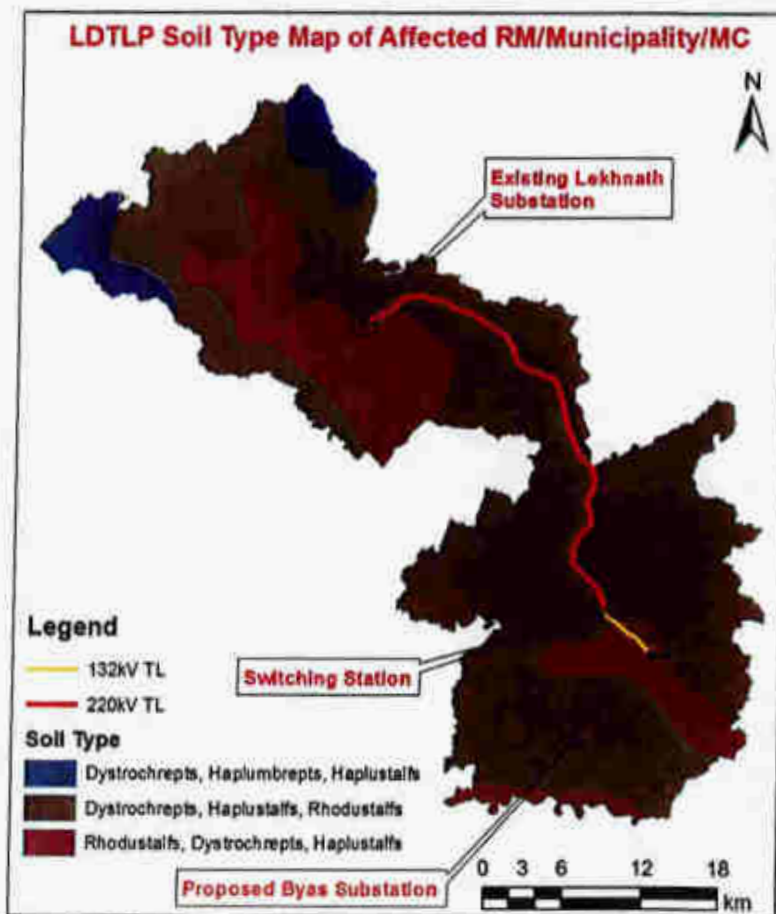 LDTLP Soil Type Map of Affected RM/Municipality/MC
N
Existing Lekhnath
Substation
Legend
132kV TL
220kV TL
Switching Station
Soil Type
Dystrochrepts, Haplumbrepts, Haplustalfs
Dystrochrepts, Haplustalfs, Rhodustalfs
Rhodustalfs, Dystrochrepts, Haplustalfs
Proposed Byas Substation
0 3 6 12 18
km